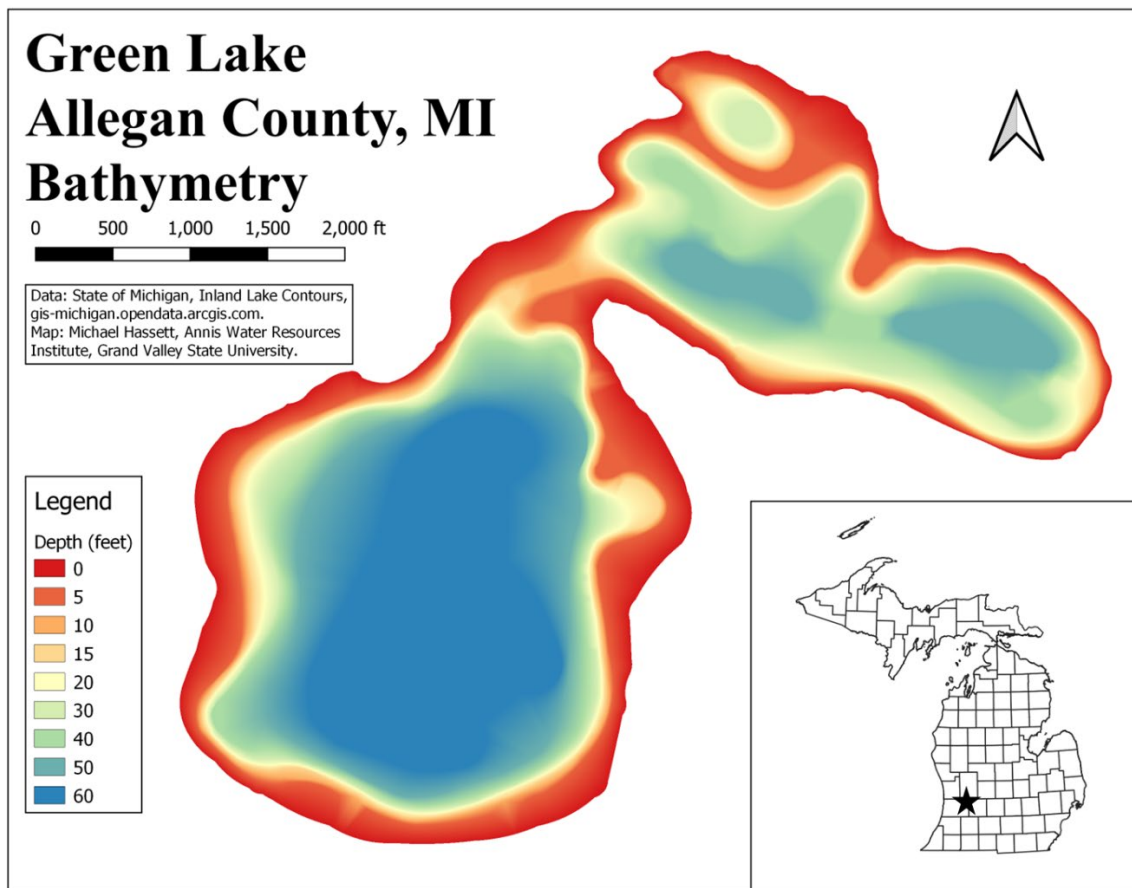 Green Lake
Allegan County, MI
Bathymetry
0 500 1,000 1,500 2,000 ft
Data: State of Michigan, Inland Lake Contours,
gis-michigan.opendata.arcgis.com.
Map: Michael Hassett, Annis Water Resources
Institute, Grand Valley State University.
Legend
Depth (feet)
0
5
10
15
20
30
40
50
60